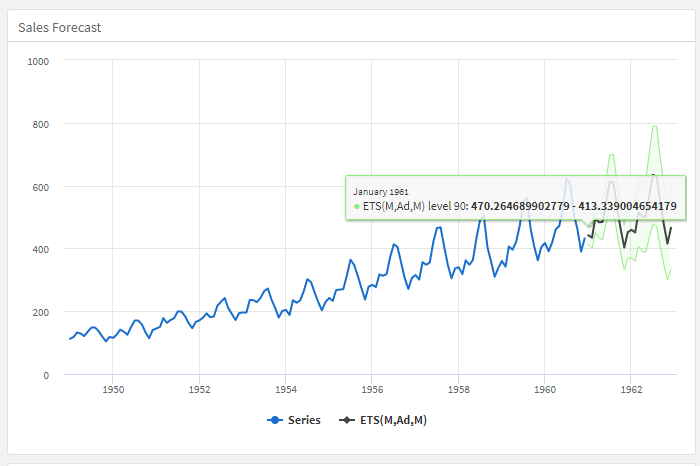 Sales Forecast
1000
800
600
400
200
0
January 1961
ETS(M,Ad,M) level 90: 470.264689902779 - 413.339004654179
1950 1952 1954 1956 1958 1960 1962
Series ETS(M,Ad,M)